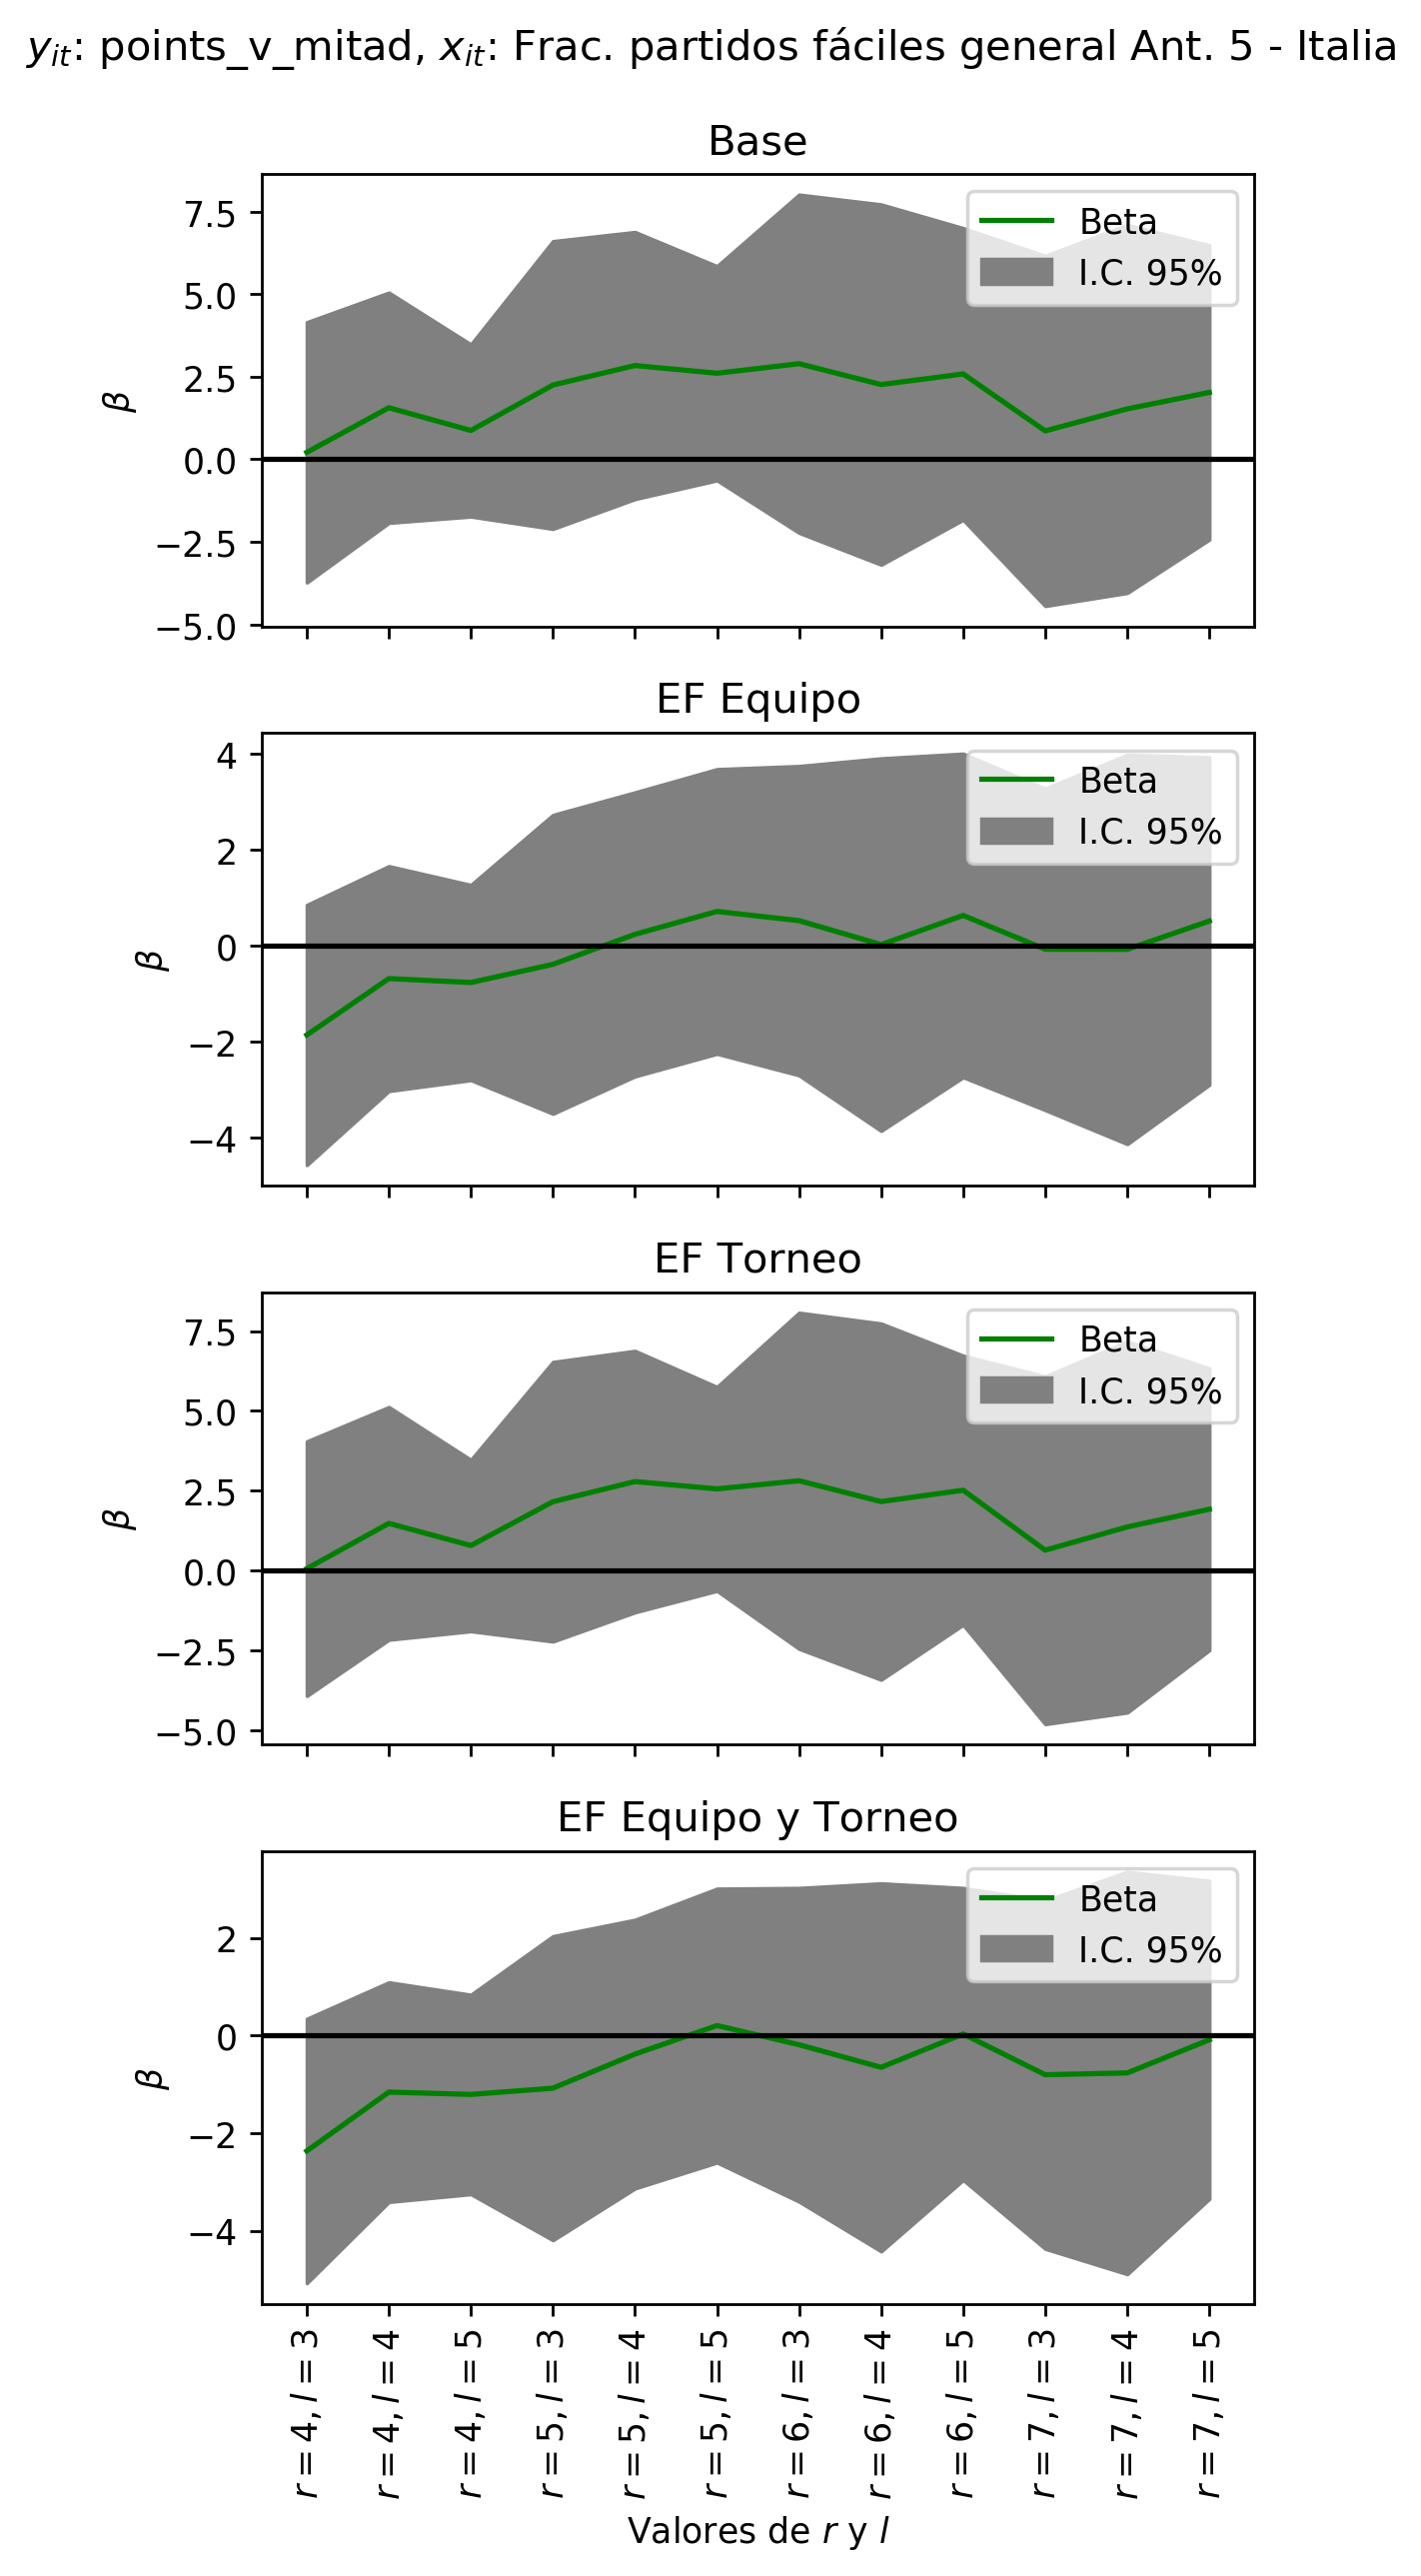 y_it: points_v_mitad, x_it: Frac. partidos fáciles general Ant. 5 - Italia
Base
7.5
5.0
2.5
0.0
−2.5
−5.0
β
Beta
I.C. 95%
EF Equipo
4
2
0
−2
−4
β
Beta
I.C. 95%
EF Torneo
7.5
5.0
2.5
0.0
−2.5
−5.0
β
Beta
I.C. 95%
EF Equipo y Torneo
2
0
−2
−4
β
Beta
I.C. 95%
r = 4, l = 3
r = 4, l = 4
r = 4, l = 5
r = 5, l = 3
r = 5, l = 4
r = 5, l = 5
r = 6, l = 3
r = 6, l = 4
r = 6, l = 5
r = 7, l = 3
r = 7, l = 4
r = 7, l = 5
Valores de r y l